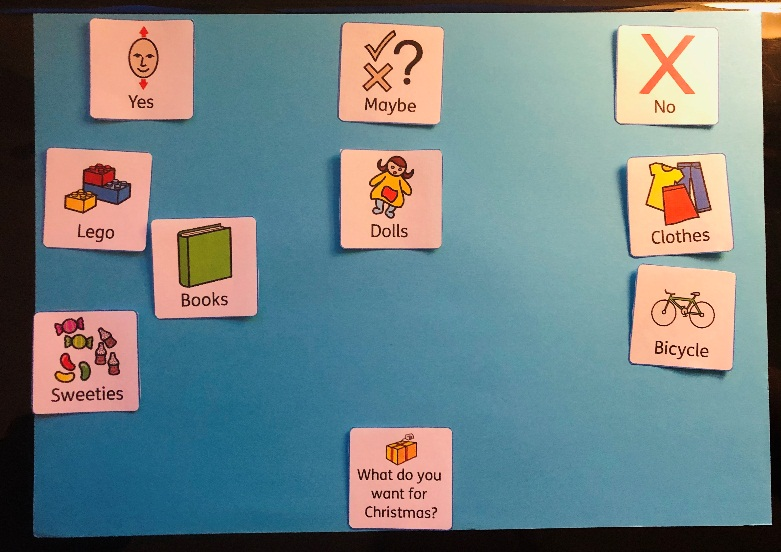 Yes
Maybe
No
Lego
Dolls
Clothes
Books
Bicycle
Sweeties
What do you
want for
Christmas?